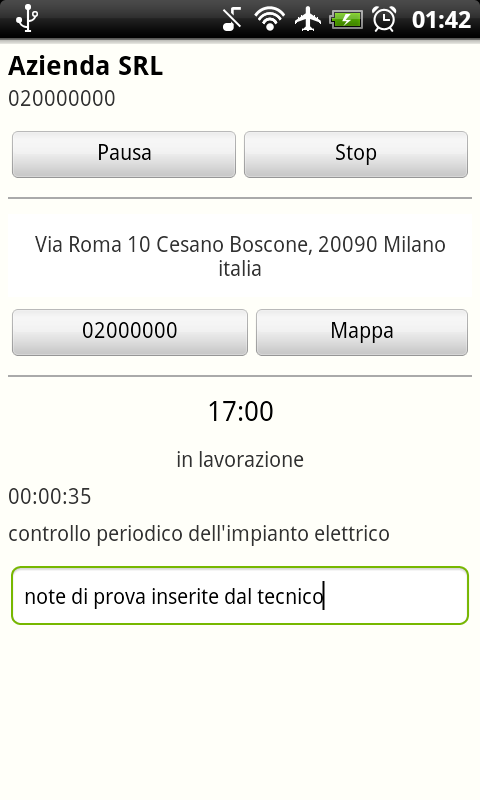 01:42
Azienda SRL
020000000
Pausa
Stop
Via Roma 10 Cesano Boscone, 20090 Milano
italia
02000000
Mappa
17:00
in lavorazione
00:00:35
controllo periodico dell'impianto elettrico
note di prova inserite dal tecnico